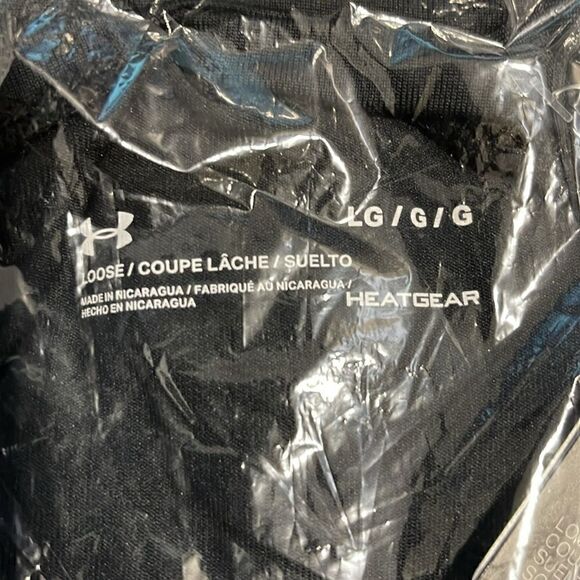 LG / G / G
LOOSE / COUPE LÂCHE / SUELTO
MADE IN NICARAGUA / FABRIQUÉ AU NICARAGUA /
HECHO EN NICARAGUA
HEATGEAR